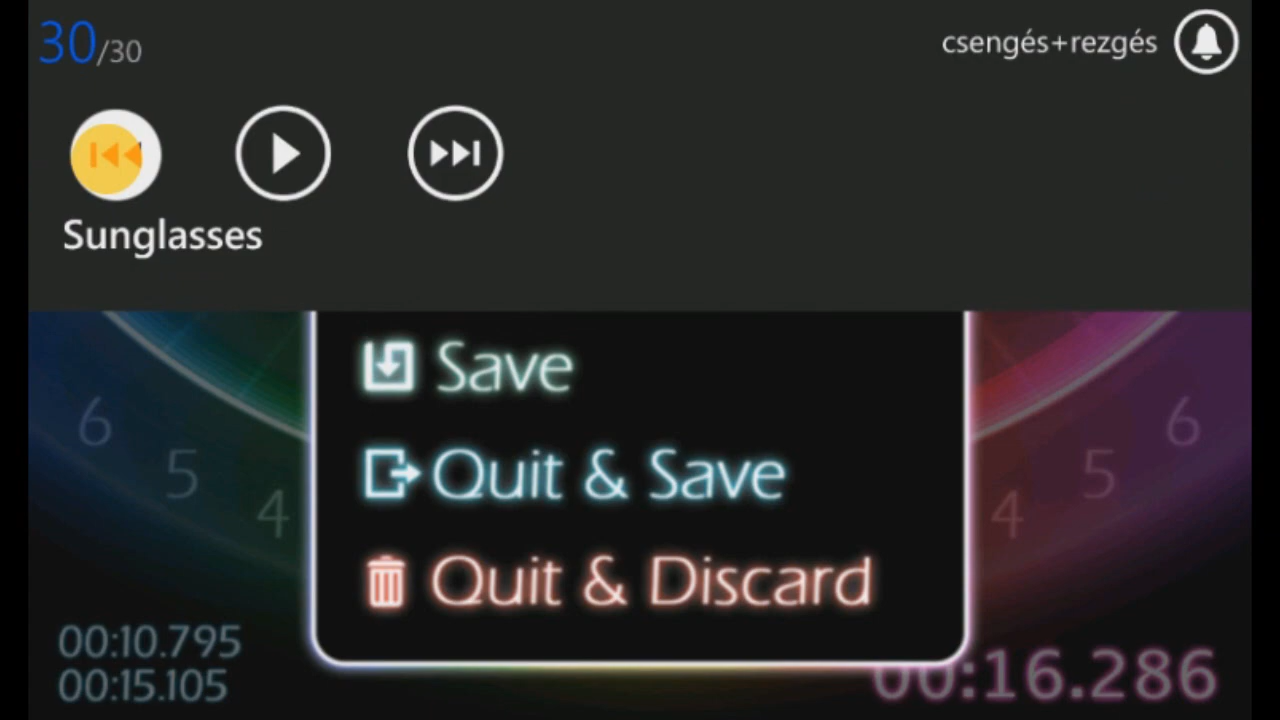 30/30
csengés+rezgés
Sunglasses
Save
Quit & Save
Quit & Discard
6
5
4
4
5
6
00:10.795
00:15.105
00:16.286